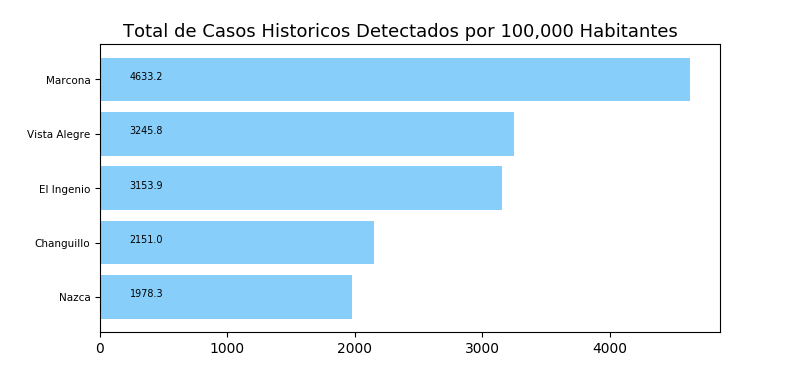 Total de Casos Historicos Detectados por 100,000 Habitantes
Marcona 4633.2
Vista Alegre 3245.8
El Ingenio 3153.9
Changuillo 2151.0
Nazca 1978.3
0 1000 2000 3000 4000